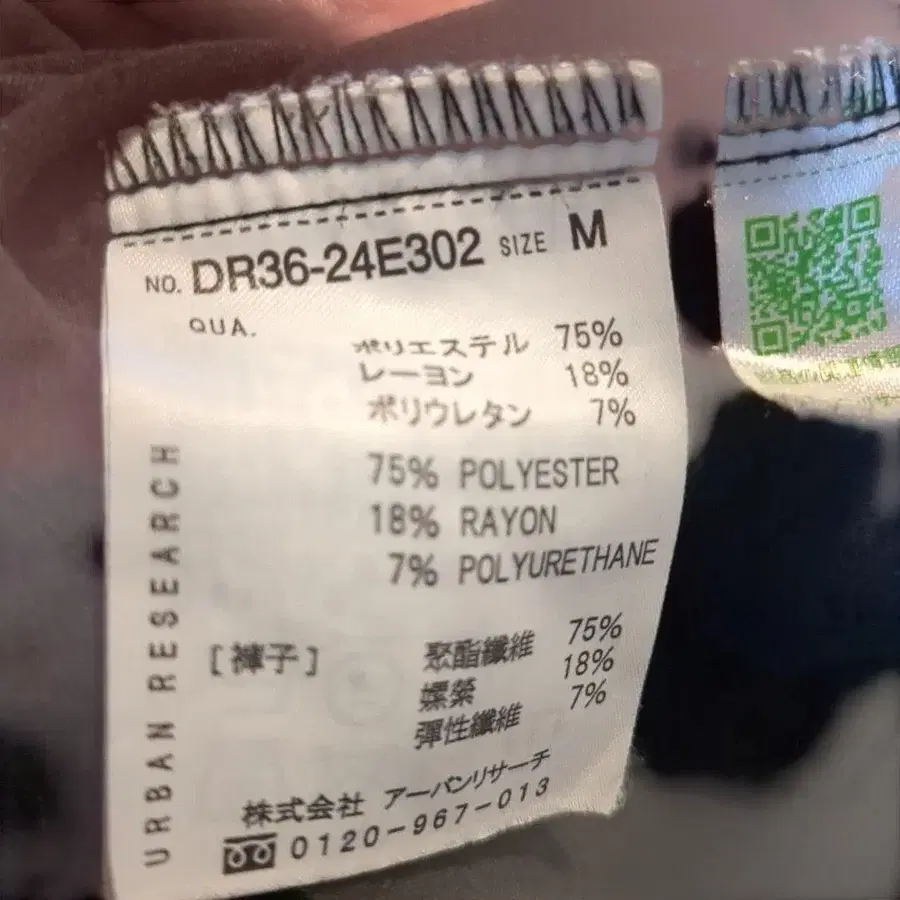 NO. DR36-24E302 SIZE M
QUA.
ポリエステル 75%
レーヨン 18%
ポリウレタン 7%
75% POLYESTER
18% RAYON
7% POLYURETHANE
[褲子] 聚酯纖維 75%
螺縈 18%
彈性纖維 7%
URBAN RESEARCH
株式会社 アーバンリサーチ
0120-967-013